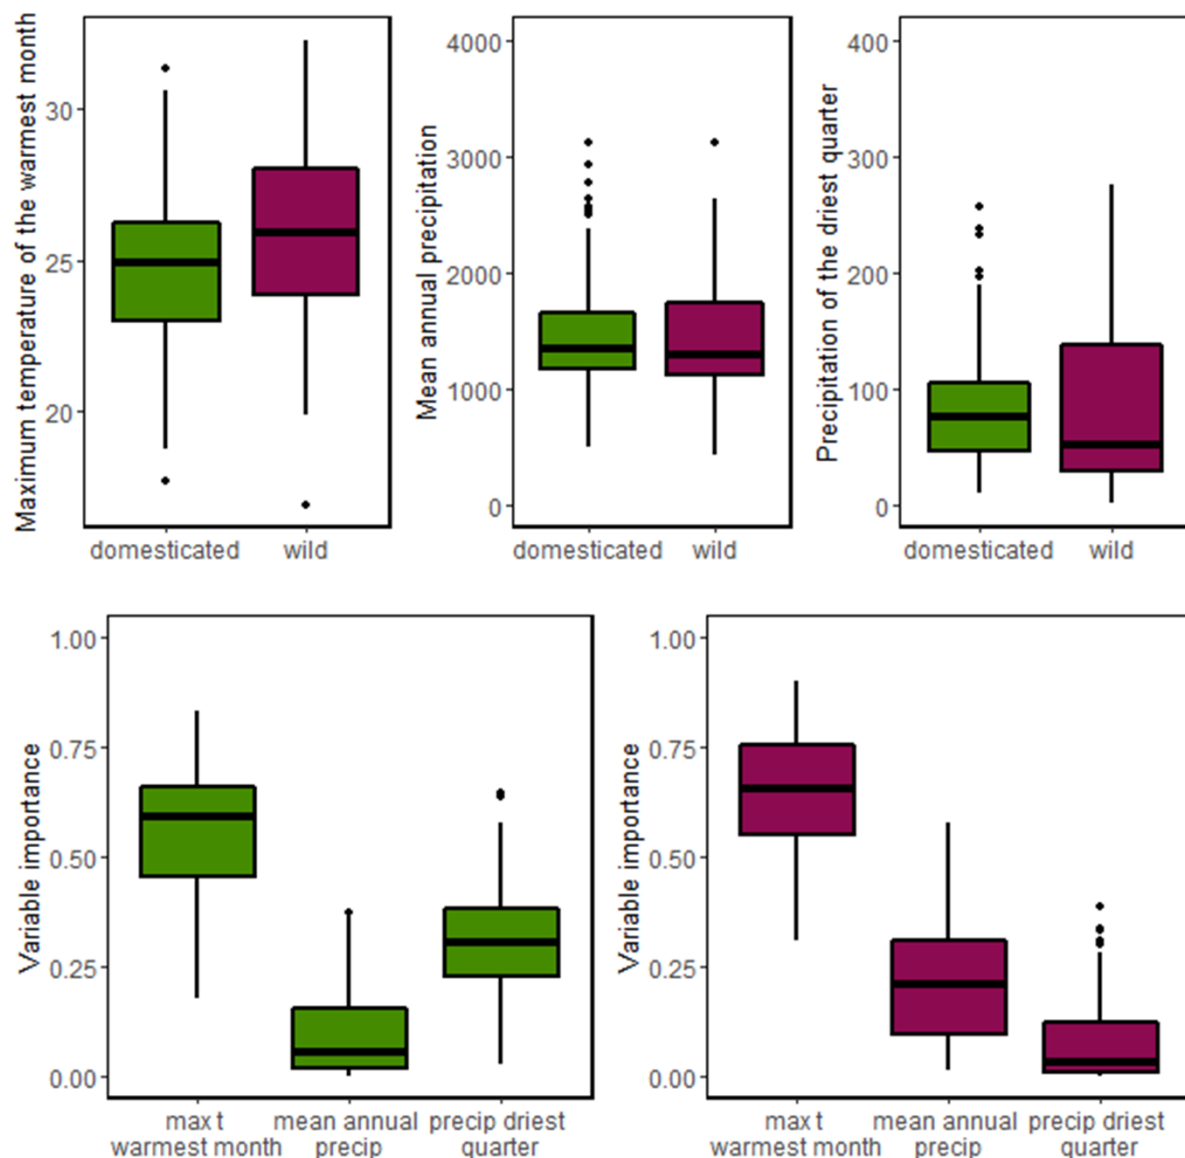 Maximum temperature of the warmest month
30
25
20
domesticated
wild
Mean annual precipitation
4000
3000
2000
1000
0
domesticated
wild
Precipitation of the driest quarter
400
300
200
100
0
domesticated
wild
Variable importance
1.00
0.75
0.50
0.25
0.00
max t
warmest month
mean annual
precip
precip driest
quarter
Variable importance
1.00
0.75
0.50
0.25
0.00
max t
warmest month
mean annual
precip
precip driest
quarter